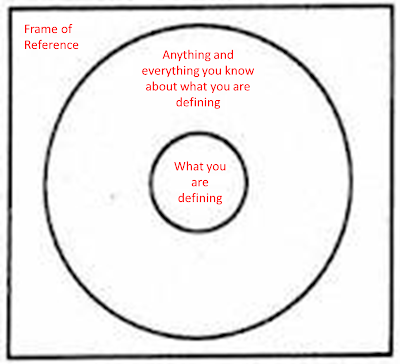 Frame of
Reference
Anything and
everything you know
about what you are
defining
What you
are
defining